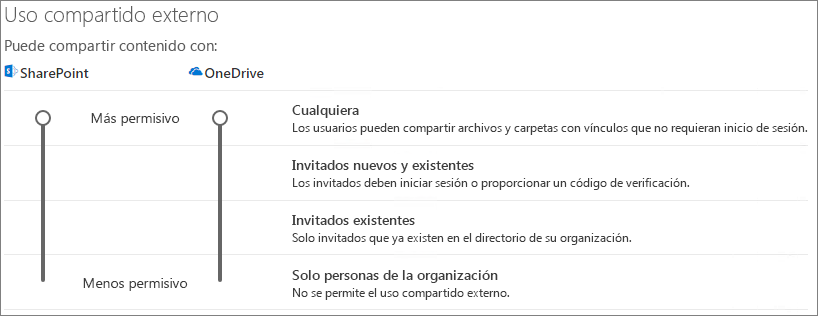 Uso compartido externo
Puede compartir contenido con:
SharePoint
OneDrive
Más permisivo
Cualquiera
Los usuarios pueden compartir archivos y carpetas con vínculos que no requieran inicio de sesión.
Invitados nuevos y existentes
Los invitados deben iniciar sesión o proporcionar un código de verificación.
Invitados existentes
Solo invitados que ya existen en el directorio de su organización.
Menos permisivo
Solo personas de la organización
No se permite el uso compartido externo.